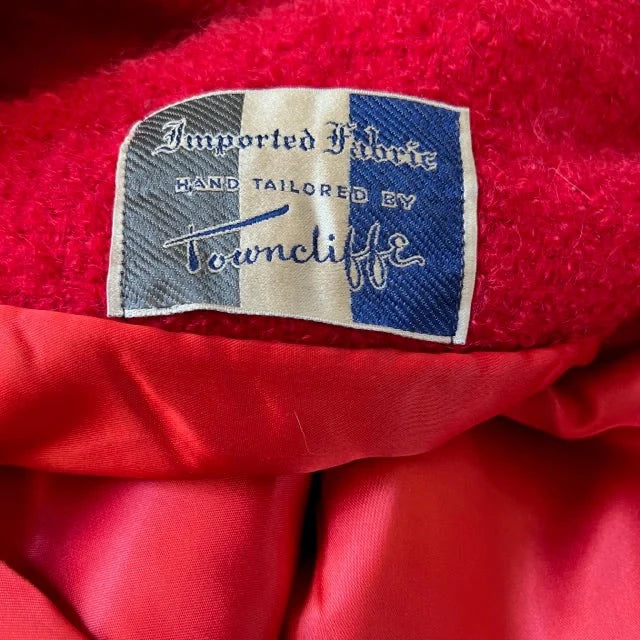 Imported Fabric
HAND TAILORED BY
Towncliffe